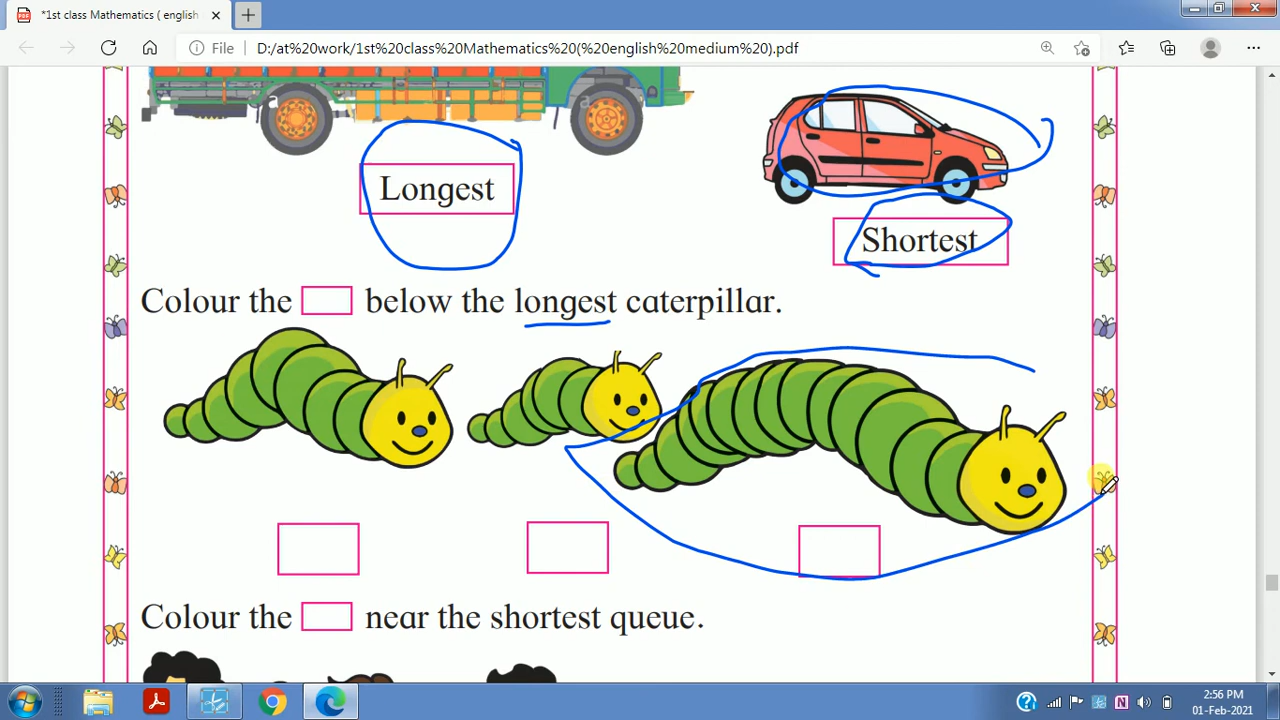 *1st class Mathematics ( english
File
D:/at%20work/1st%20class%20Mathematics%20(%20english%20medium%20).pdf
Longest
Shortest
Colour the below the longest caterpillar.
Colour the near the shortest queue.
2:56 PM
01-Feb-2021